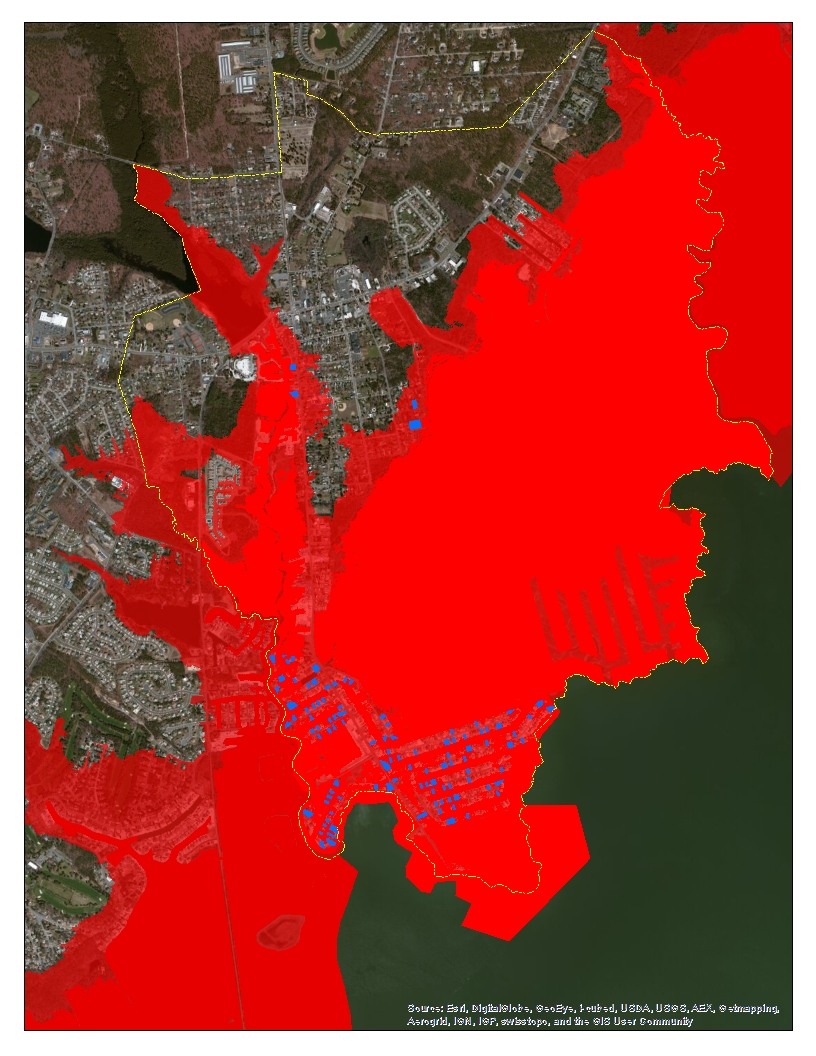 Source: Esri, DigitalGlobe, GeoEye, i-cubed, USDA, USGS, AEX, Getmapping,
Aerogrid, IGN, IGP, swisstopo, and the GIS User Community